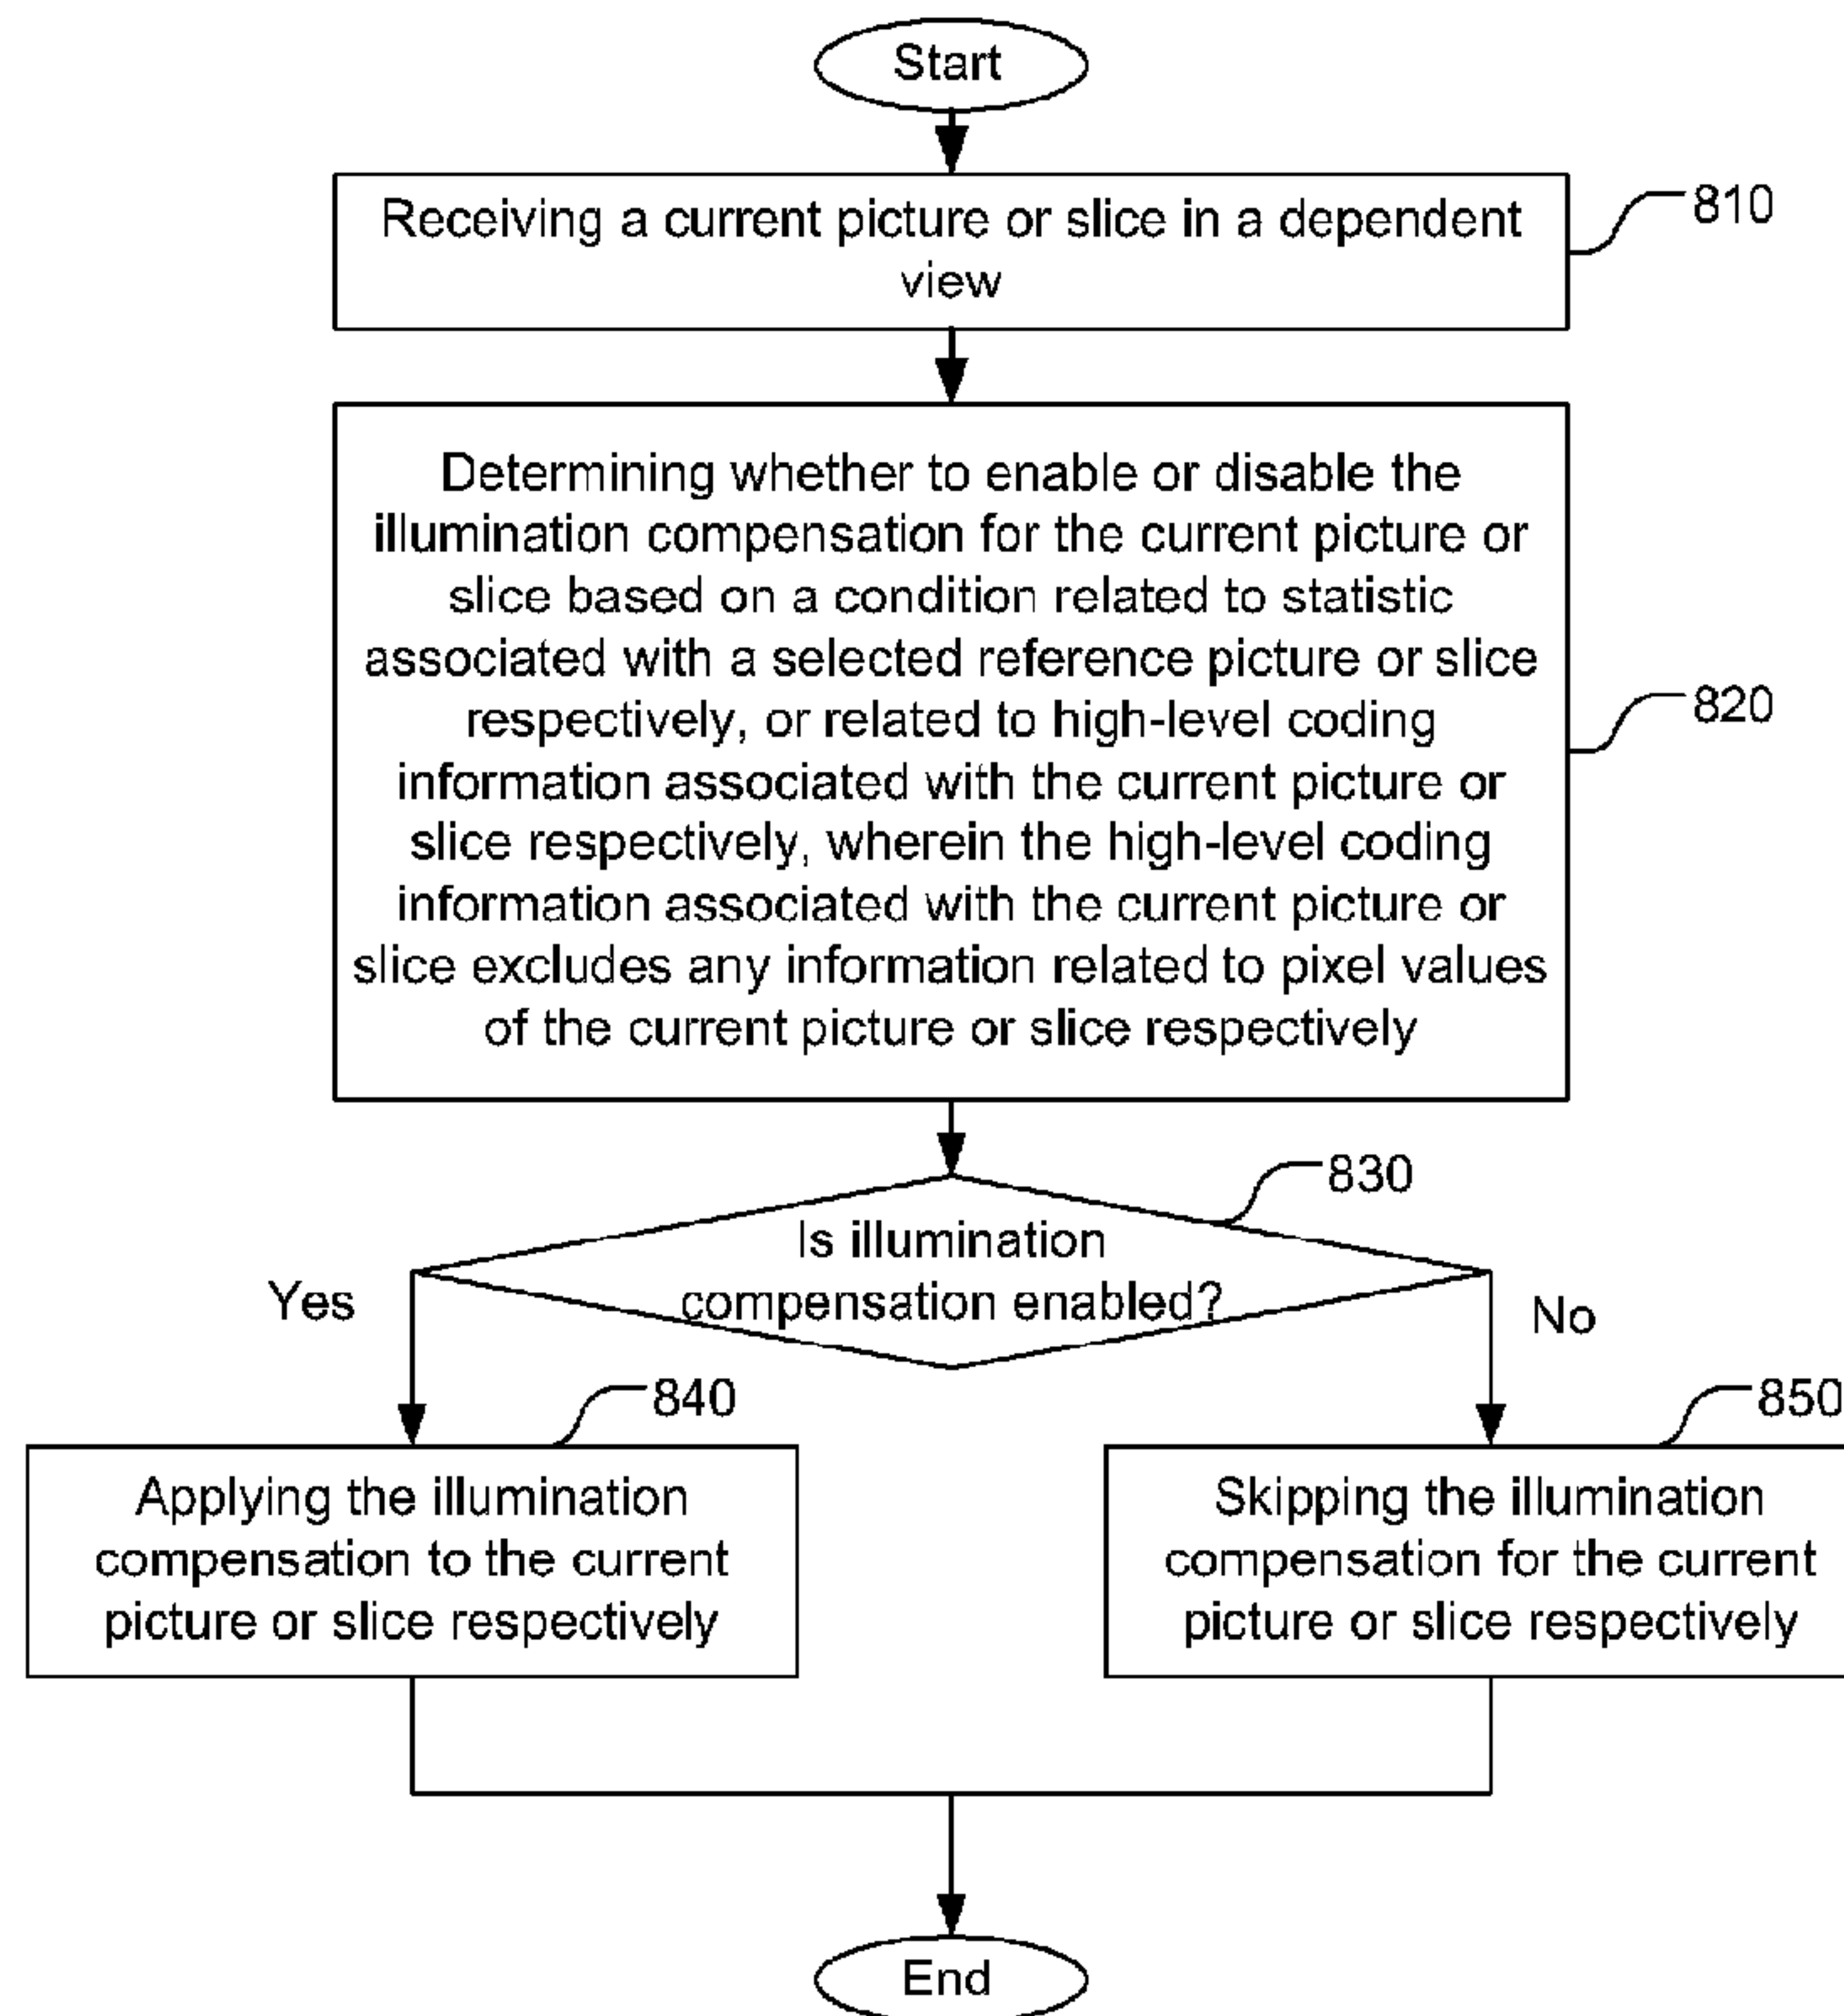 Start
Receiving a current picture or slice in a dependent
view
810
Determining whether to enable or disable the
illumination compensation for the current picture or
slice based on a condition related to statistic
associated with a selected reference picture or slice
respectively, or related to high-level coding
information associated with the current picture or
slice respectively, wherein the high-level coding
information associated with the current picture or
slice excludes any information related to pixel values
of the current picture or slice respectively
820
830
Is illumination
compensation enabled?
Yes
No
840
850
Applying the illumination
compensation to the current
picture or slice respectively
Skipping the illumination
compensation for the current
picture or slice respectively
End